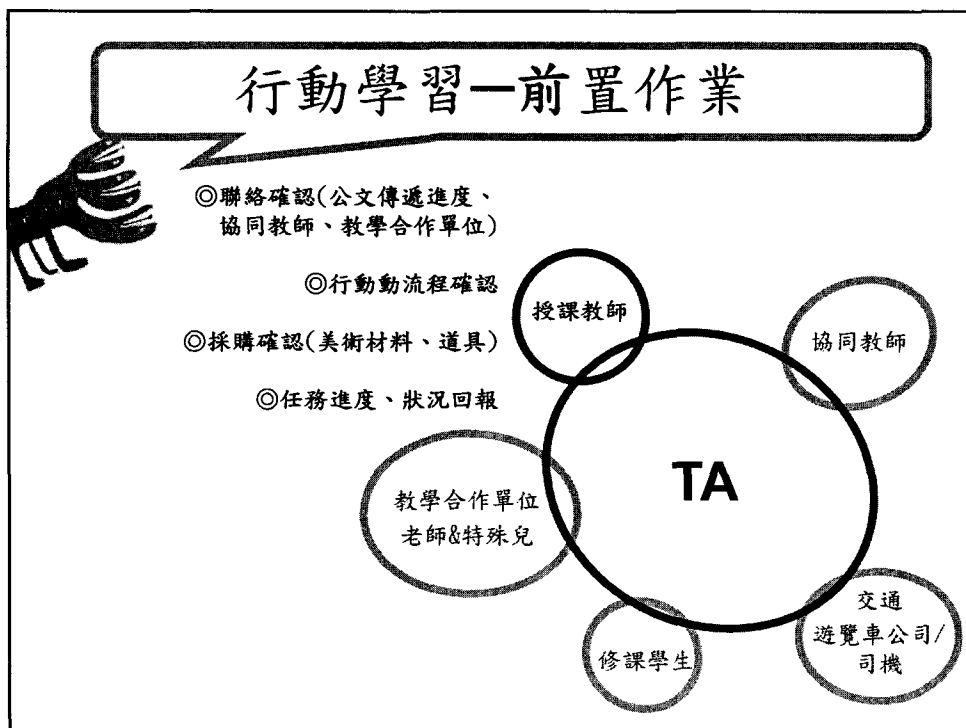 行動學習—前置作業
◎聯絡確認(公文傳遞進度、
協同教師、教學合作單位)
◎行動動流程確認
◎採購確認(美術材料、道具)
◎任務進度、狀況回報
授課教師
協同教師
TA
教學合作單位
老師&特殊兒
修課學生
交通
遊覽車公司/
司機